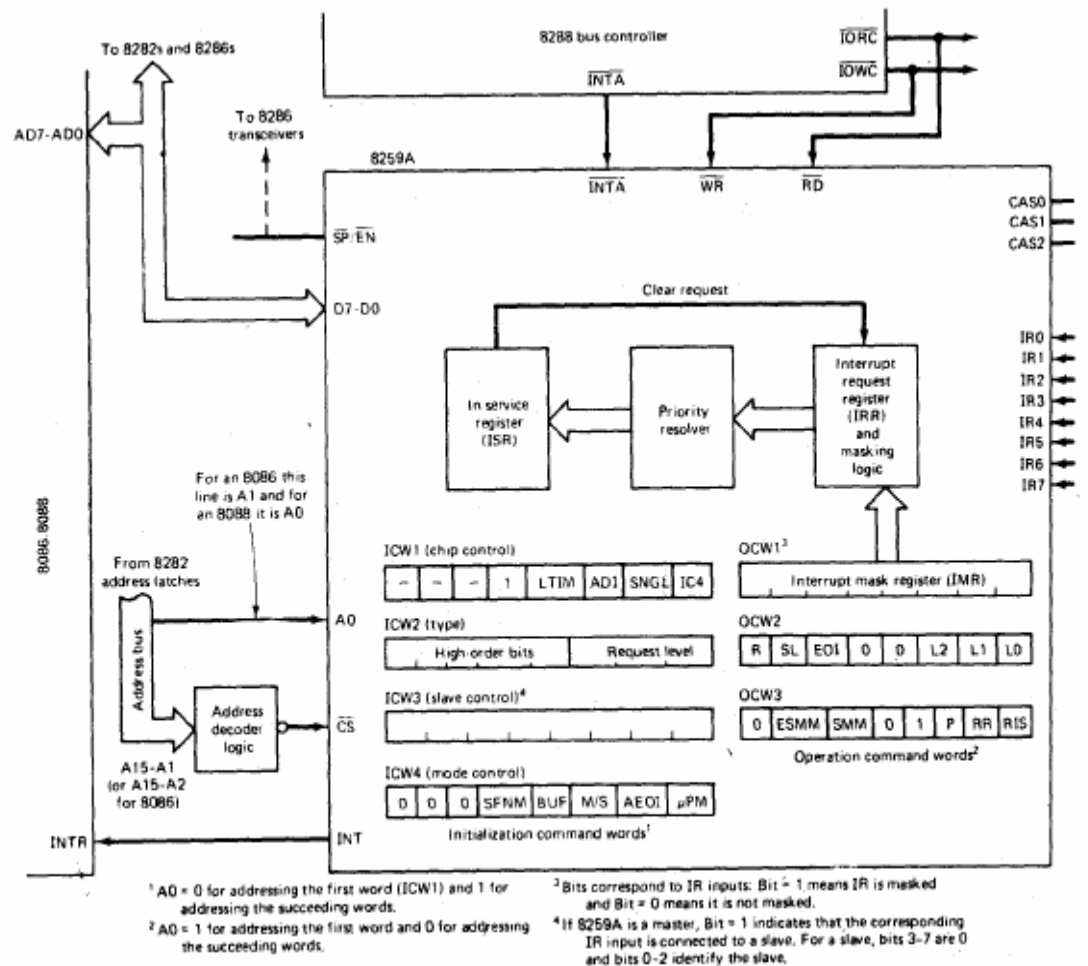 8288 bus controller
IORC
IOWC
INTA
To 8282s and 8286s
AD7-AD0
To 8286
transceivers
8259A
INTA
WR
RD
CAS0
CAS1
CAS2
SP/EN
D7-D0
Clear request
In service
register
(ISR)
Priority
resolver
Interrupt
request
register
(IRR)
and
masking
logic
IR0
IR1
IR2
IR3
IR4
IR5
IR6
IR7
8086/8088
For an 8086 this
line is A1 and for
an 8088 it is A0
From 8282
address latches
Address bus
A0
Address
decoder
logic
CS
A15-A1
(or A15-A2
for 8086)
INTR
INT
ICW1 (chip control)
– – – 1 LTIM ADI SNGL IC4
ICW2 (type)
High-order bits Request level
ICW3 (slave control)⁴
ICW4 (mode control)
0 0 0 SFNM BUF M/S AEOI μPM
Initialization command words¹
OCW1³
Interrupt mask register (IMR)
OCW2
R SL EOI 0 0 L2 L1 L0
OCW3
0 ESMM SMM 0 1 P RR RIS
Operation command words²
¹ A0 = 0 for addressing the first word (ICW1) and 1 for
addressing the succeeding words.
² A0 = 1 for addressing the first word and 0 for addressing
the succeeding words.
³ Bits correspond to IR inputs: Bit = 1 means IR is masked
and Bit = 0 means it is not masked.
⁴ If 8259A is a master, Bit = 1 indicates that the corresponding
IR input is connected to a slave. For a slave, bits 3-7 are 0
and bits 0-2 identify the slave.